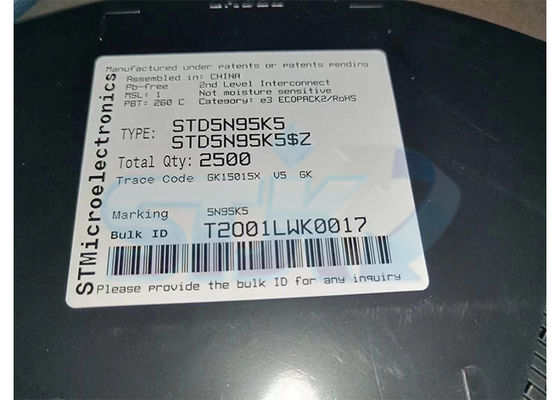 Manufactured under patents or patents pending
Assembled in: CHINA
Pb-free 2nd Level Interconnect
MSL: 1 Not moisture sensitive
PBT: 260 C Category: e3 ECOPACK2/RoHS
TYPE: STD5N95K5
STD5N95K5$Z
Total Qty: 2500
Trace Code GK15015X V5 GK
Marking 5N95K5
Bulk ID T2001LWK0017
Please provide the bulk ID for any inquiry
STMicroelectronics